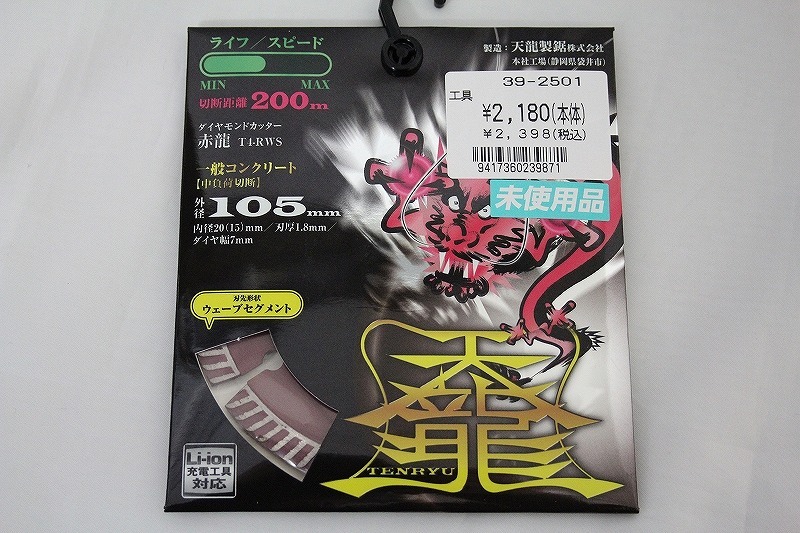 ライフ／スピード
MIN MAX
切断距離 200m
ダイヤモンドカッター
赤龍 T4-RWS
一般コンクリート
【中負荷切断】
外径 105mm
内径20(15)mm／刃厚1.8mm／
ダイヤ幅7mm
製造：天龍製鋸株式会社
本社工場(静岡県袋井市)
39-2501
工具
¥2,180(本体)
¥2,398(税込)
9417360239871
未使用品
刃先形状
ウェーブセグメント
天龍
TENRYU
Li-ion
充電工具
対応